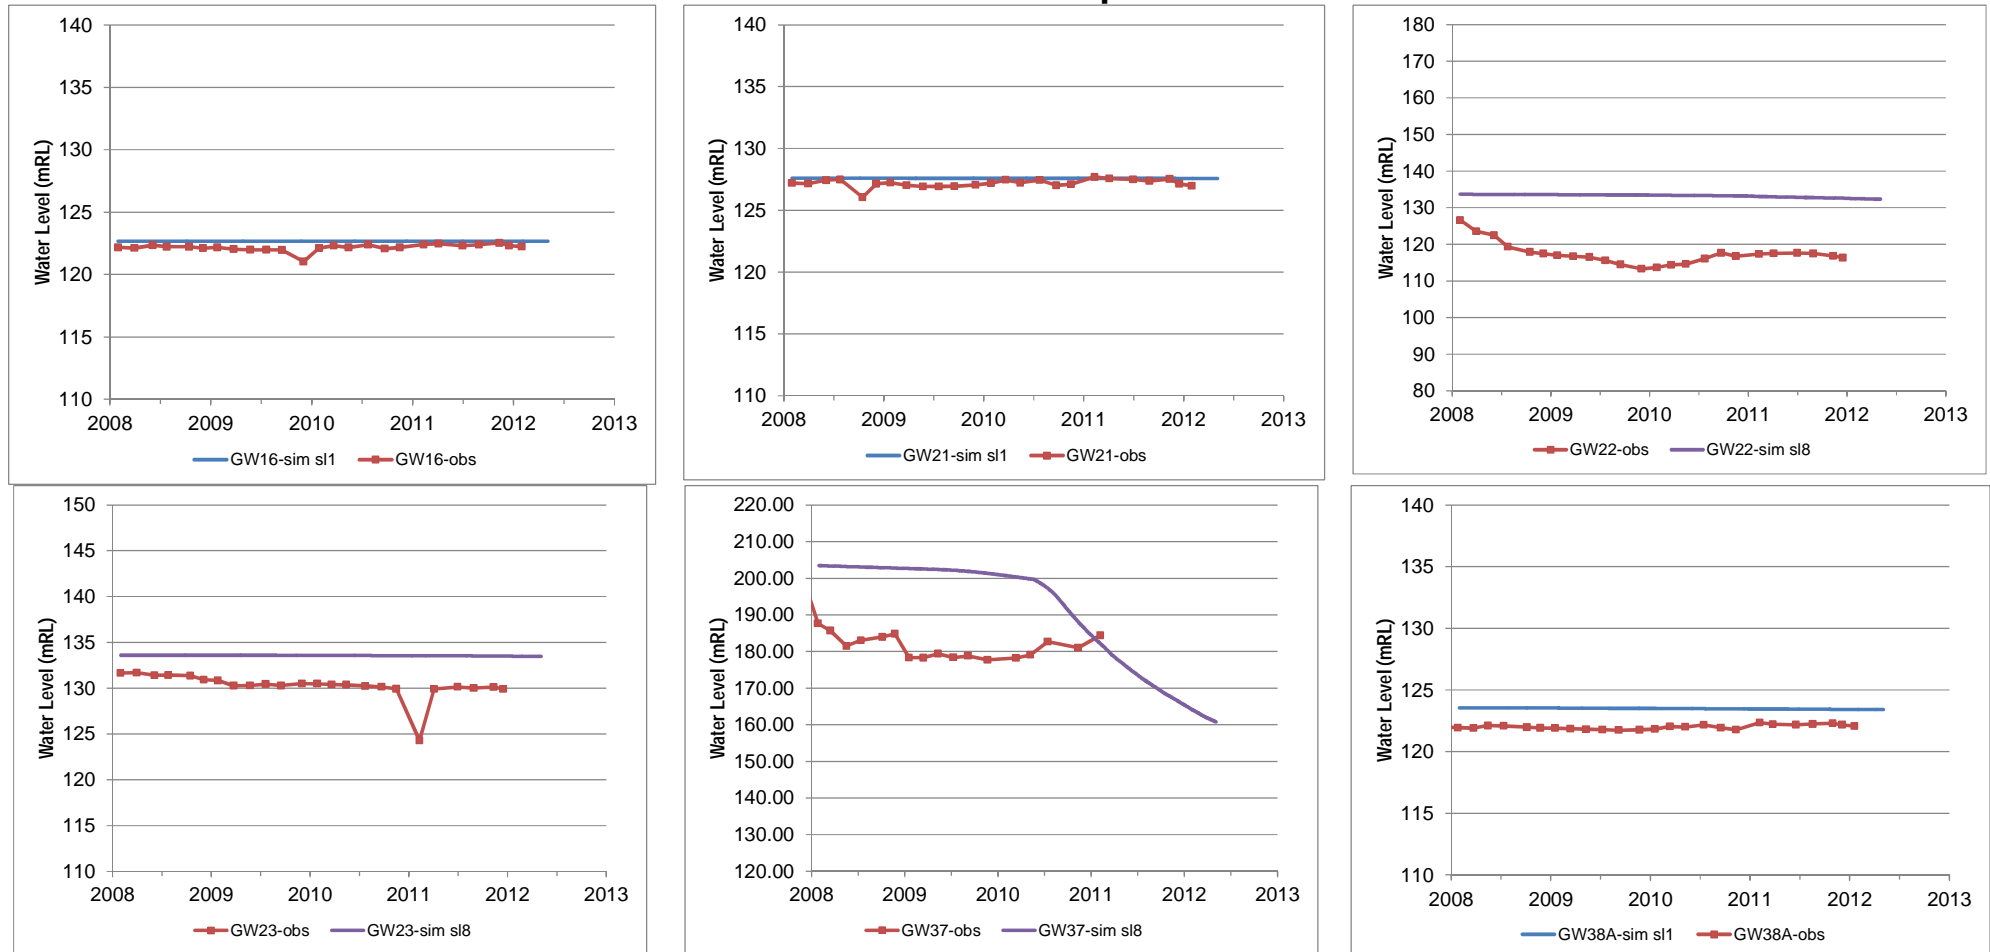 140
135
130
125
120
115
110
Water Level (mRL)
2008 2009 2010 2011 2012 2013
GW16-sim sl1 GW16-obs
140
135
130
125
120
115
110
Water Level (mRL)
2008 2009 2010 2011 2012 2013
GW21-sim sl1 GW21-obs
180
170
160
150
140
130
120
110
100
90
80
Water Level (mRL)
2008 2009 2010 2011 2012 2013
GW22-obs GW22-sim sl8
150
145
140
135
130
125
120
115
110
Water Level (mRL)
2008 2009 2010 2011 2012 2013
GW23-obs GW23-sim sl8
220.00
210.00
200.00
190.00
180.00
170.00
160.00
150.00
140.00
130.00
120.00
Water Level (mRL)
2008 2009 2010 2011 2012 2013
GW37-obs GW37-sim sl8
140
135
130
125
120
115
110
Water Level (mRL)
2008 2009 2010 2011 2012 2013
GW38A-sim sl1 GW38A-obs